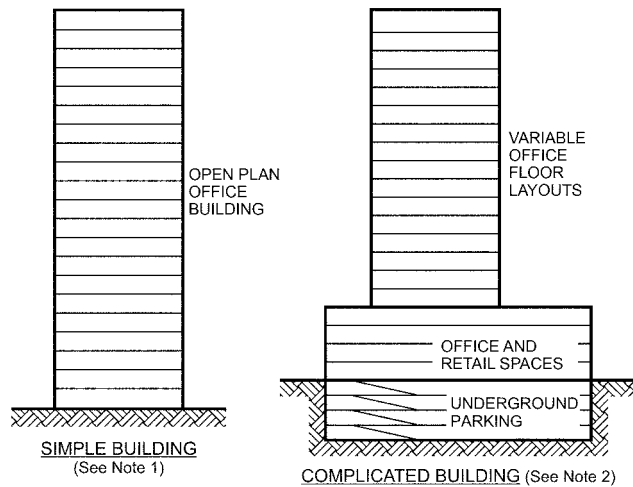 OPEN PLAN
OFFICE
BUILDING
SIMPLE BUILDING
(See Note 1)
VARIABLE
OFFICE
FLOOR
LAYOUTS
OFFICE AND
RETAIL SPACES
UNDERGROUND
PARKING
COMPLICATED BUILDING (See Note 2)